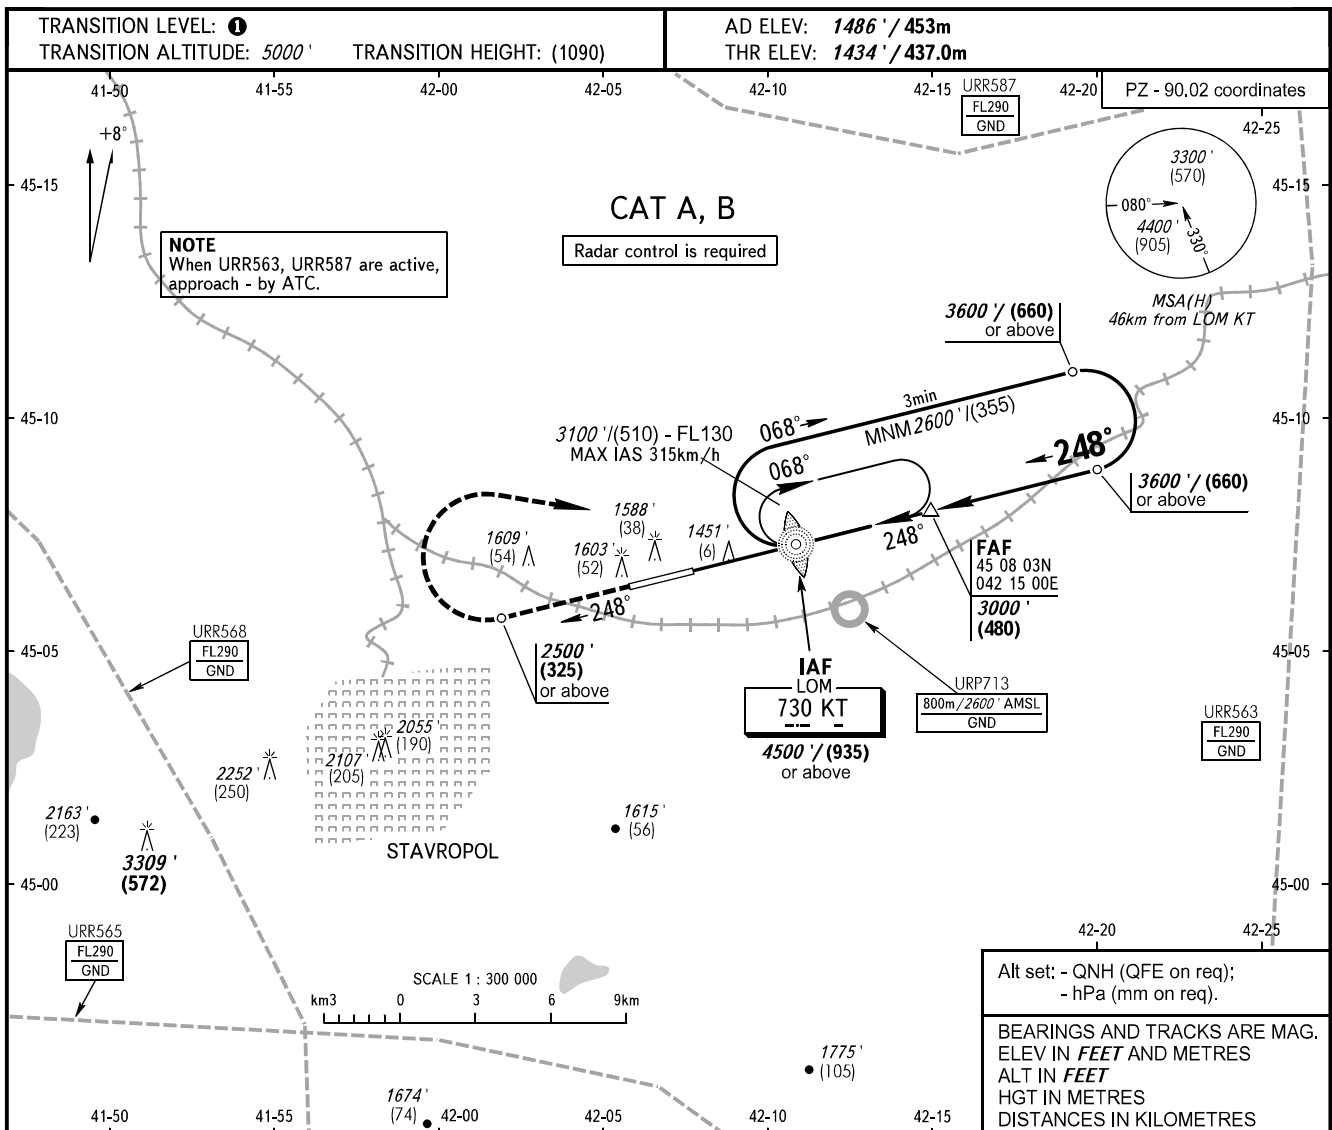 TRANSITION LEVEL: ❶
TRANSITION ALTITUDE: 5000 ' TRANSITION HEIGHT: (1090)
AD ELEV: 1486 ' / 453m
THR ELEV: 1434 ' / 437.0m
41-50 41-55 42-00 42-05 42-10 42-15 42-20
PZ - 90.02 coordinates
URR587
FL290
GND
42-25
+8°
45-15
45-15
3300 '
(570)
080°
4400 '
(905)
330°
MSA(H)
46km from LOM KT
CAT A, B
Radar control is required
NOTE
When URR563, URR587 are active,
approach - by ATC.
3600 '/ (660)
or above
3min
MNM 2600 '/(355)
068°
068°
45-10
45-10
3100 '/(510) - FL130
MAX IAS 315km/h
248°
3600 '/ (660)
or above
248°
FAF
45 08 03N
042 15 00E
3000 '
(480)
1588 '
(38)
1609 '
(54)
1603 '
(52)
1451 '
(6)
248°
2500 '
(325)
or above
45-05
45-05
URR568
FL290
GND
IAF
LOM
730 KT
4500 '/ (935)
or above
URP713
800m/2600 ' AMSL
GND
URR563
FL290
GND
2055 '
(190)
2107 '
(205)
2252 '
(250)
2163 '
(223)
3309 '
(572)
1615 '
(56)
STAVROPOL
45-00
45-00
42-20 42-25
URR565
FL290
GND
SCALE 1 : 300 000
km3 0 3 6 9km
1775 '
(105)
1674 '
(74)
41-50 41-55 42-00 42-05 42-10 42-15
Alt set: - QNH (QFE on req);
- hPa (mm on req).
BEARINGS AND TRACKS ARE MAG.
ELEV IN FEET AND METRES
ALT IN FEET
HGT IN METRES
DISTANCES IN KILOMETRES